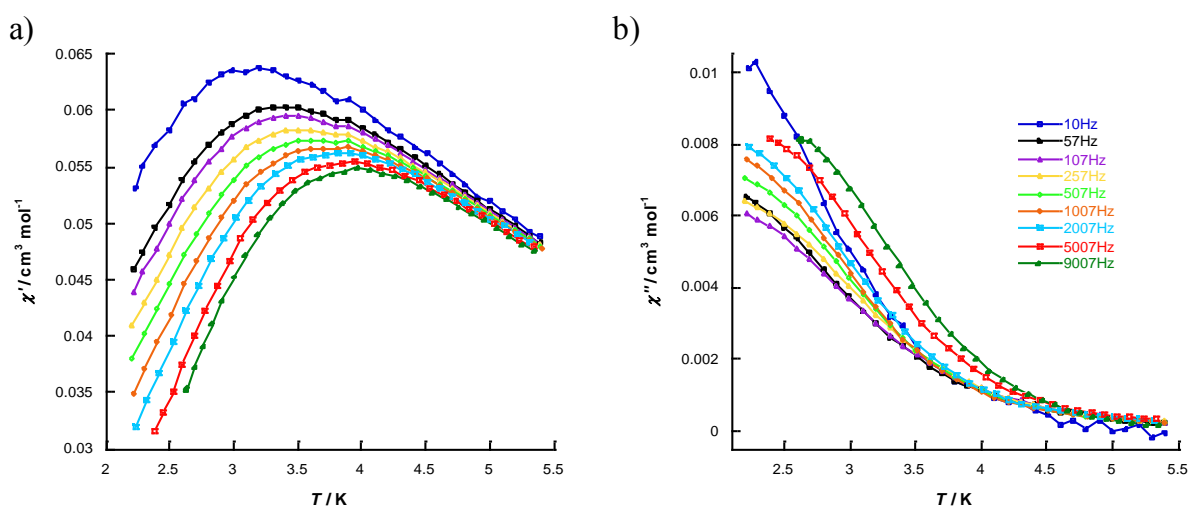 a)
0.065
0.06
0.055
0.05
0.045
0.04
0.035
0.03
χ' / cm³ mol⁻¹
2 2.5 3 3.5 4 4.5 5 5.5
T / K
b)
0.01
0.008
0.006
0.004
0.002
0
χ'' / cm³ mol⁻¹
2.5 3 3.5 4 4.5 5 5.5
T / K
10Hz
57Hz
107Hz
257Hz
507Hz
1007Hz
2007Hz
5007Hz
9007Hz